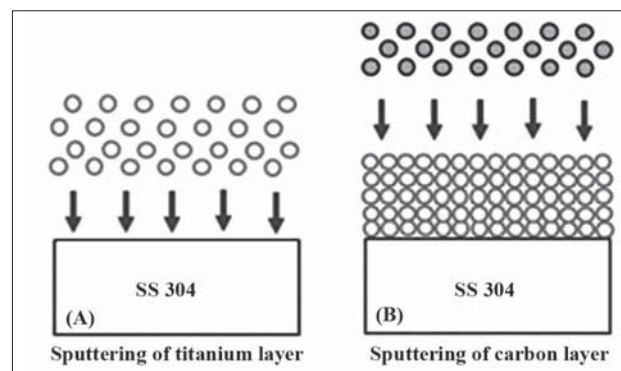 SS 304
(A)
Sputtering of titanium layer
SS 304
(B)
Sputtering of carbon layer